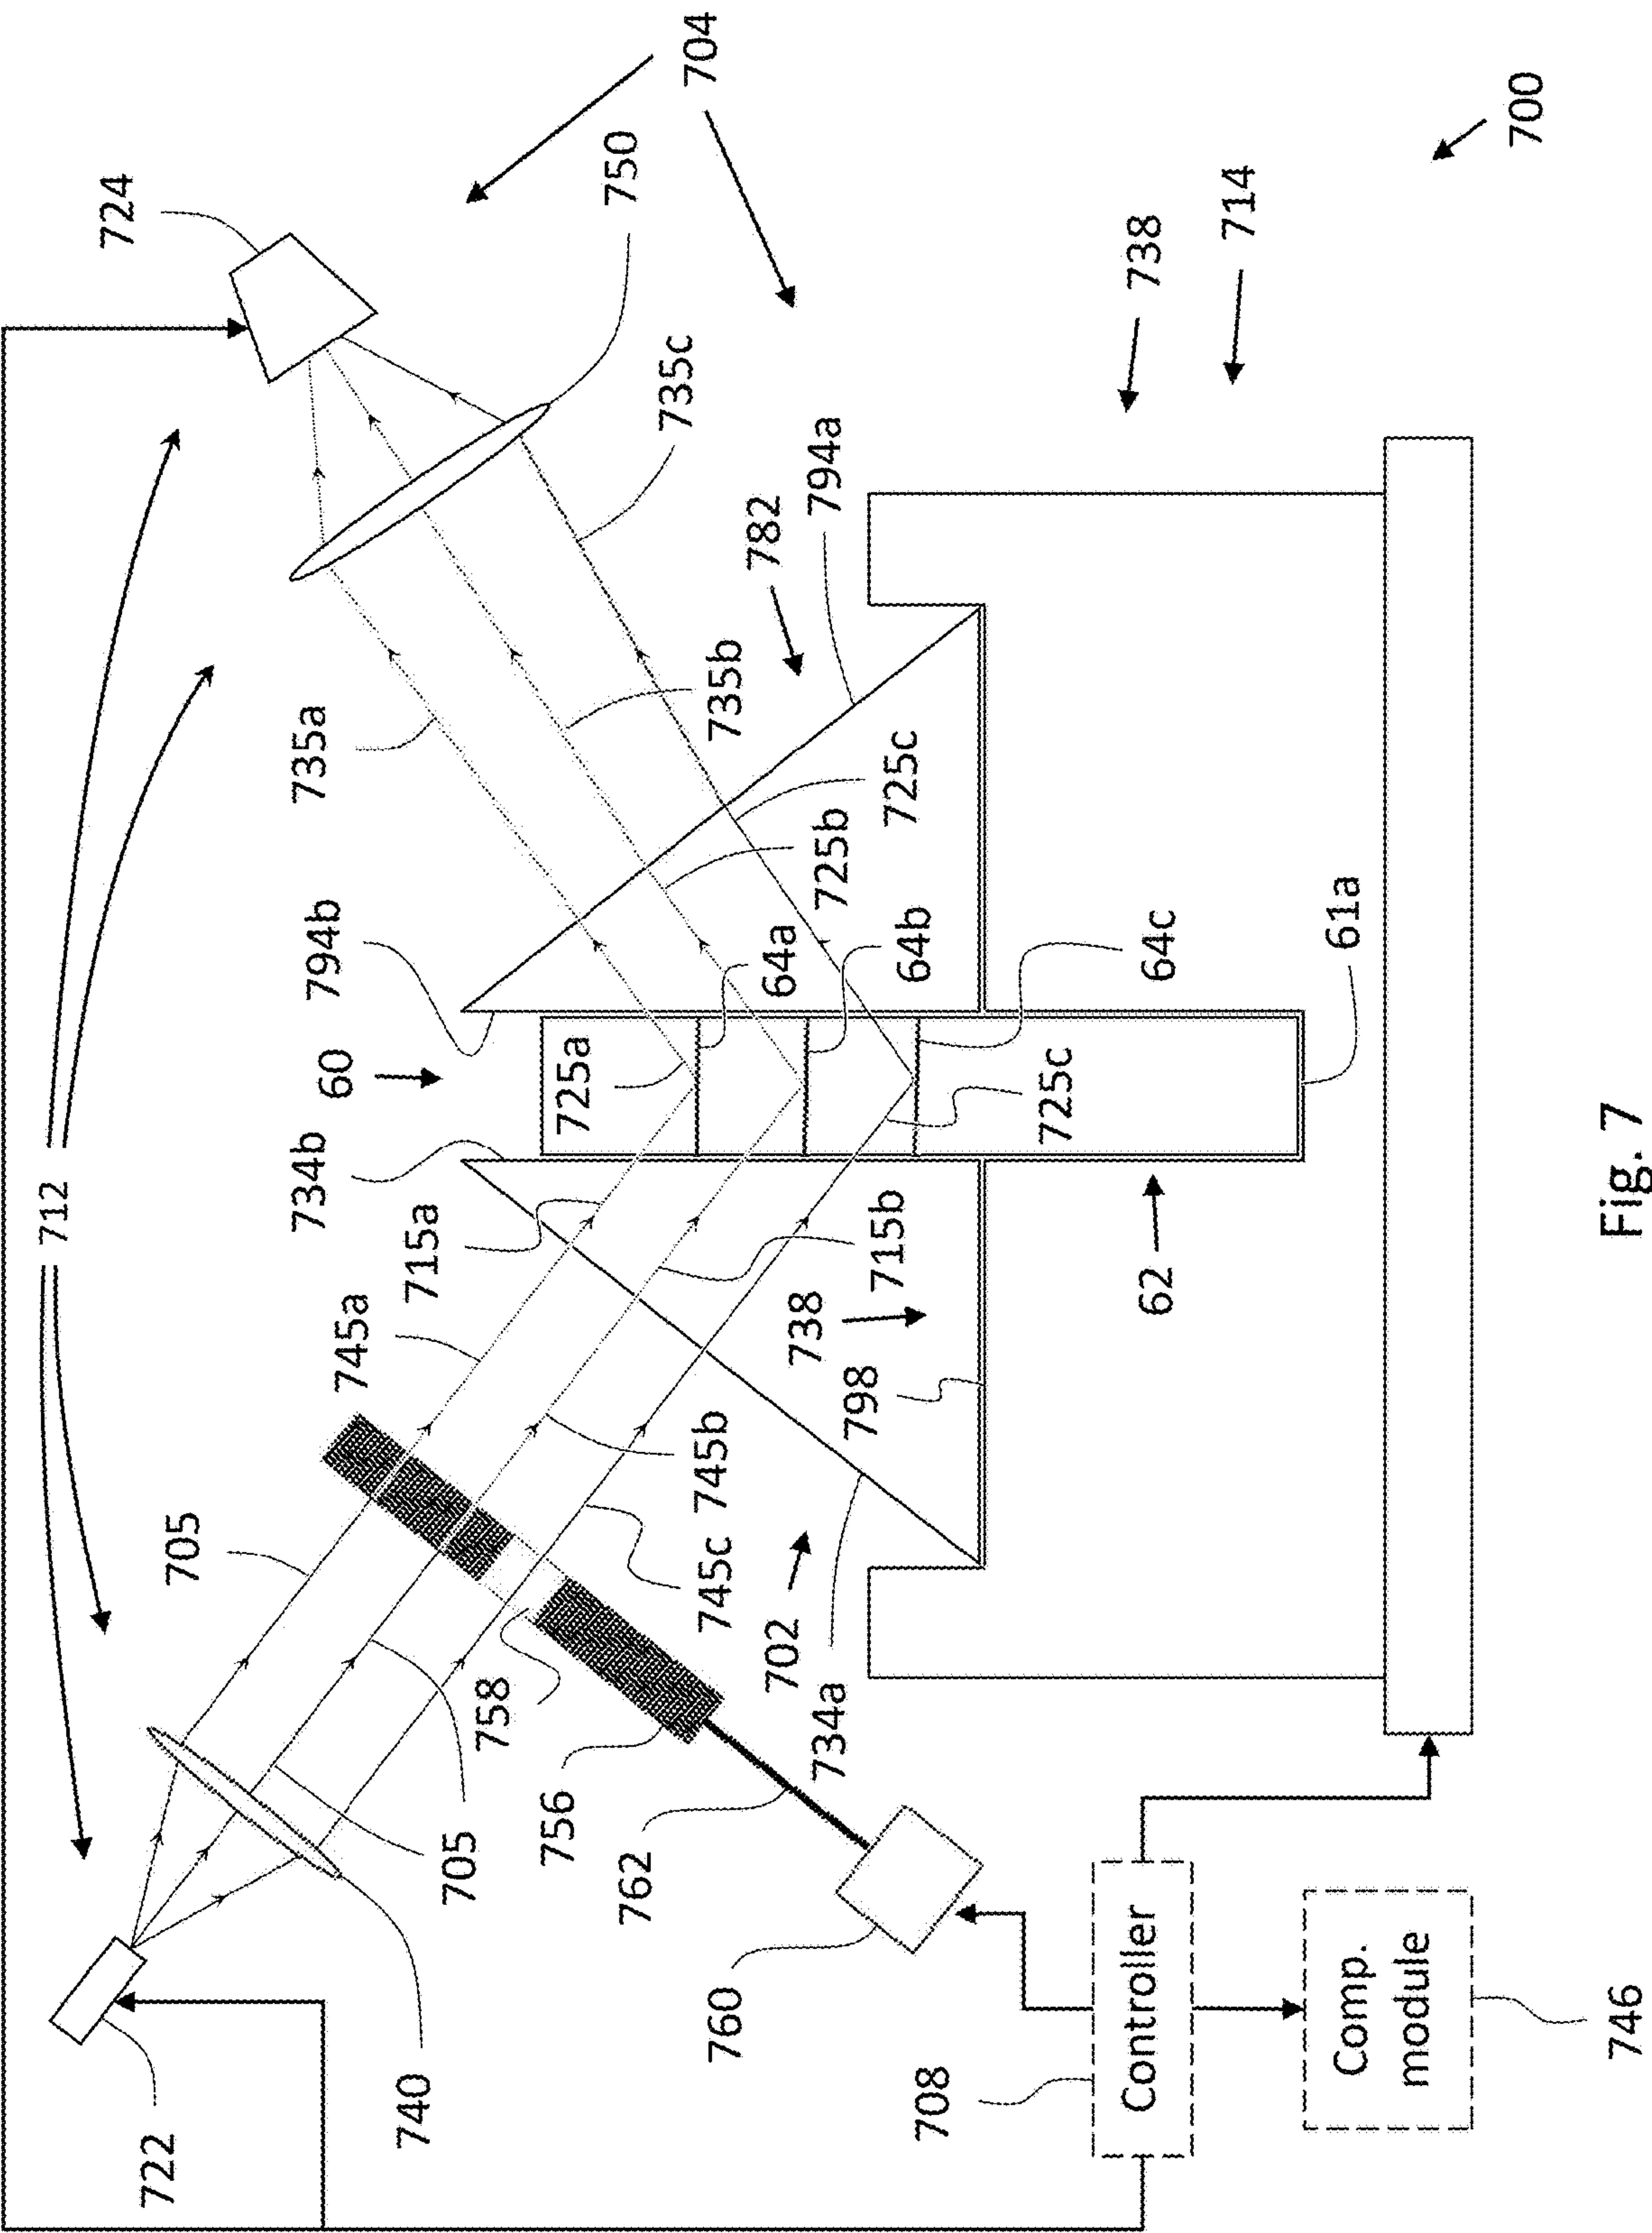 712
724
722
705
734b
794b
735a
60
745a
740
715a
705
758
756
725a
750
762
735c
704
745c
745b
760
735b
702
64a
782
738
734a
725b
794a
798
715b
725c
64b
708
725c
Controller
738
62
64c
714
61a
Comp.
module
700
746
Fig. 7